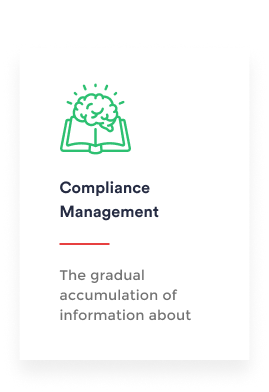 Compliance
Management
The gradual
accumulation of
information about